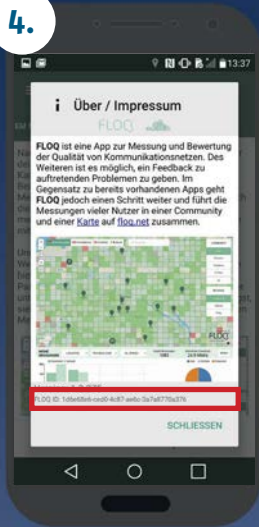 4.
13:37
i Über / Impressum
FLOQ
FLOQ ist eine App zur Messung und Bewertung
der Qualität von Kommunikationsnetzen. Des
Weiteren ist es möglich, ein Feedback zu
auftretenden Problemen zu geben. Im
Gegensatz zu bereits vorhandenen Apps geht
FLOQ jedoch einen Schritt weiter und führt die
Messungen vieler Nutzer in einer Community
und einer Karte auf floq.net zusammen.
FLOQ
FLOQ ID:
SCHLIESSEN